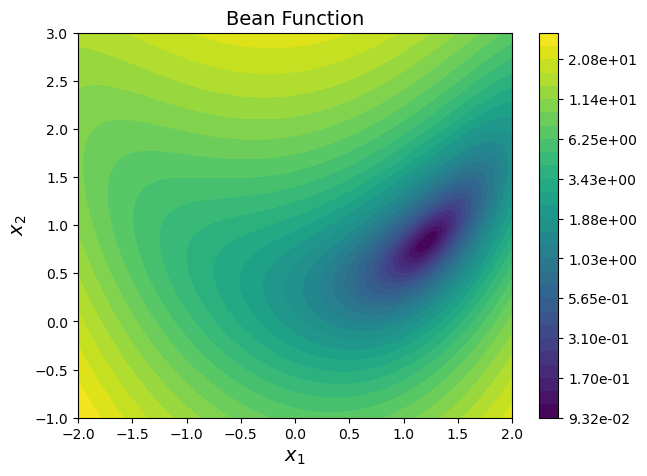 Bean Function
3.0
2.5
2.0
1.5
1.0
0.5
0.0
−0.5
−1.0
x₂
−2.0 −1.5 −1.0 −0.5 0.0 0.5 1.0 1.5 2.0
x₁
2.08e+01
1.14e+01
6.25e+00
3.43e+00
1.88e+00
1.03e+00
5.65e-01
3.10e-01
1.70e-01
9.32e-02